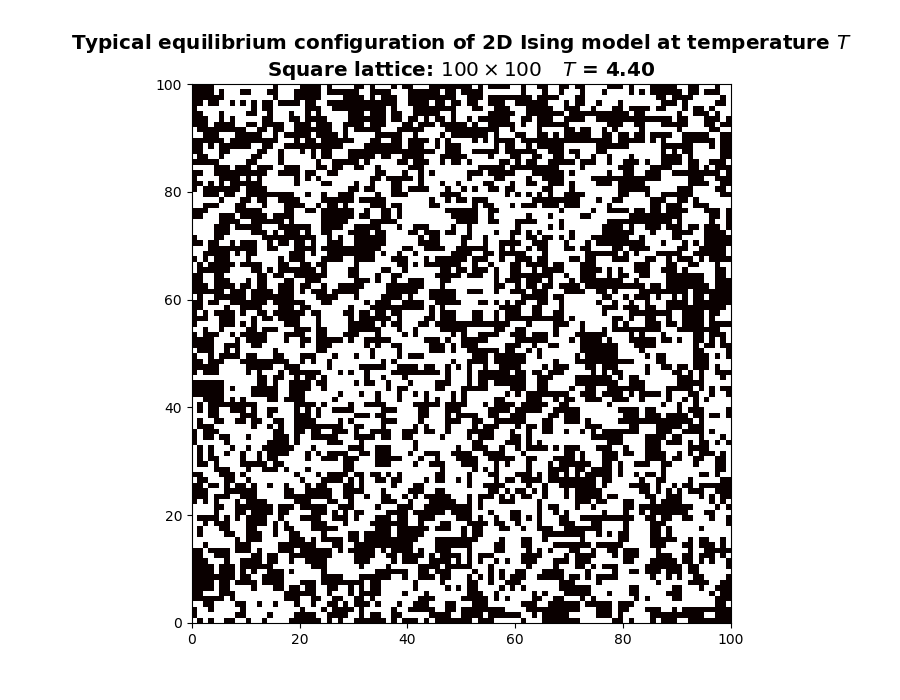 Typical equilibrium configuration of 2D Ising model at temperature T
Square lattice: 100 × 100 T = 4.40
100
80
60
40
20
0
0 20 40 60 80 100